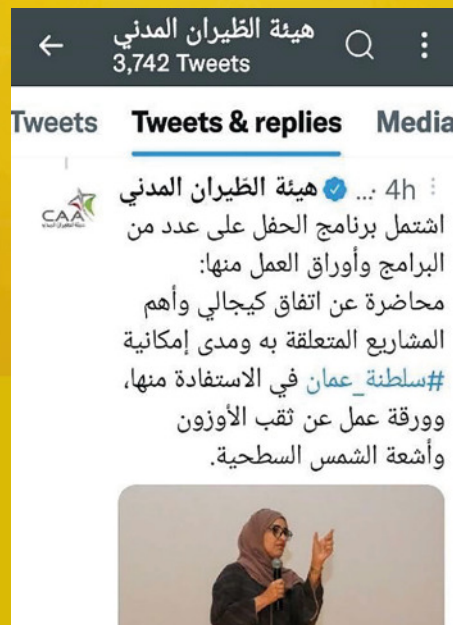 هيئة الطّيران المدني
3,742 Tweets
Tweets Tweets & replies Media
هيئة الطّيران المدني ... 4h
CAA
اشتمل برنامج الحفل على عدد من
البرامج وأوراق العمل منها:
محاضرة عن اتفاق كيجالي وأهم
المشاريع المتعلقة به ومدى إمكانية
#سلطنة_عمان في الاستفادة منها،
وورقة عمل عن ثقب الأوزون
وأشعة الشمس السطحية.